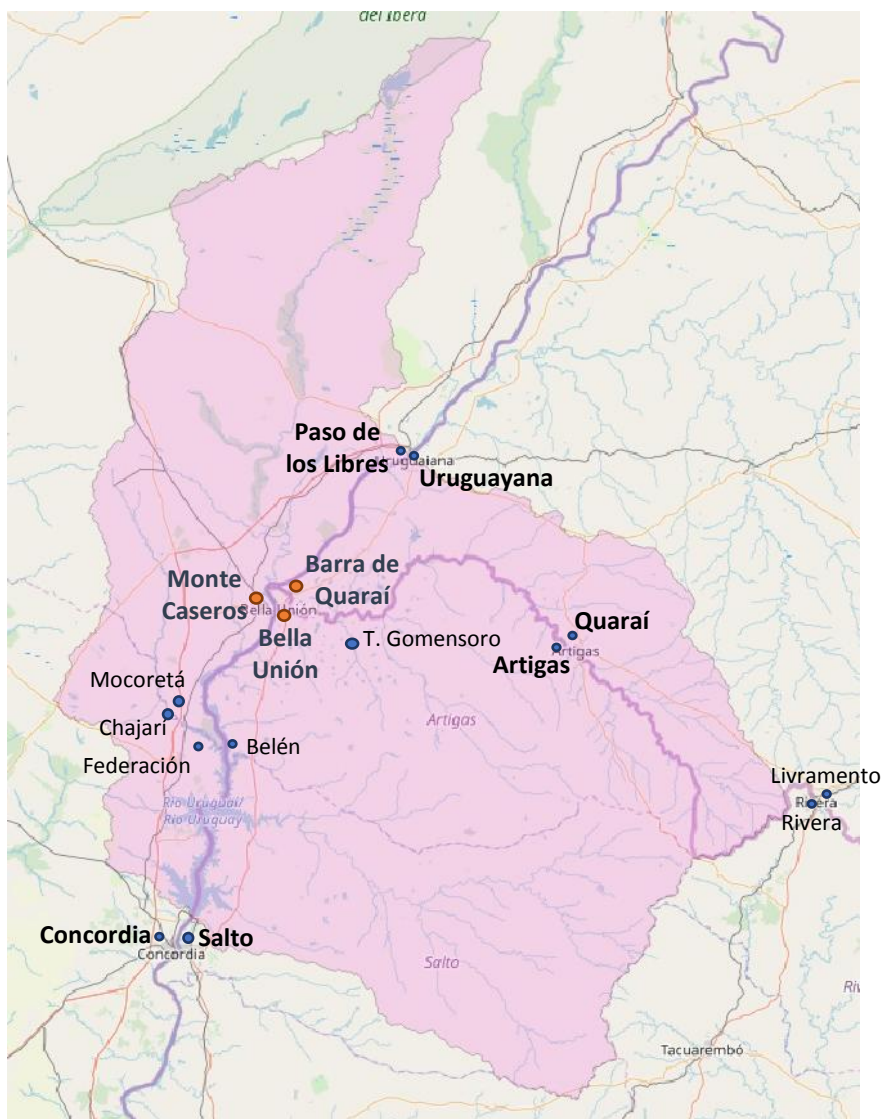 del Iberá
Paso de
los Libres
Uruguaiana
Uruguayana
Monte
Caseros
Barra de
Quaraí
Bella Unión
Bella
Unión
T. Gomensoro
Quaraí
Artigas
Artigas
Mocoretá
Chajarí
Federación
Belén
Artigas
Río Uruguai/
Río Uruguay
Livramento
Rivera
Rivera
Concordia
Salto
Concordia
Salto
Riv
Tacuarembó